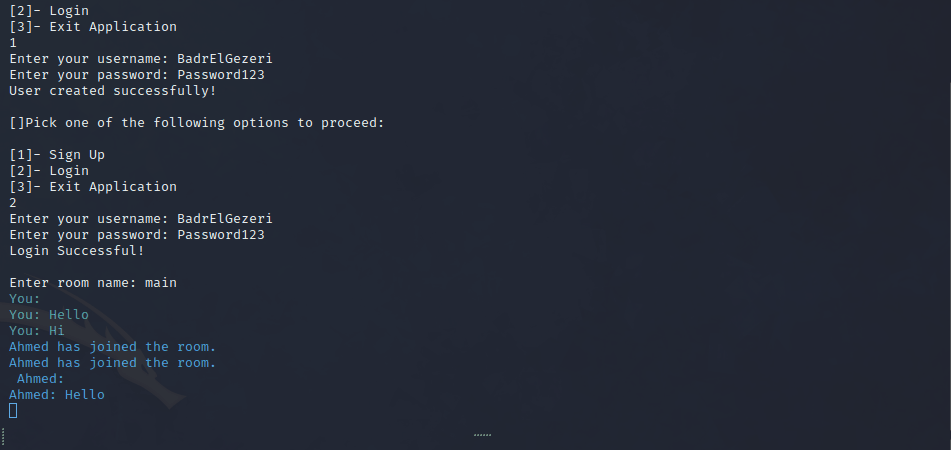 [2]- Login
[3]- Exit Application
1
Enter your username: BadrElGezeri
Enter your password: Password123
User created successfully!
[]Pick one of the following options to proceed:
[1]- Sign Up
[2]- Login
[3]- Exit Application
2
Enter your username: BadrElGezeri
Enter your password: Password123
Login Successful!
Enter room name: main
You:
You: Hello
You: Hi
Ahmed has joined the room.
Ahmed has joined the room.
Ahmed:
Ahmed: Hello